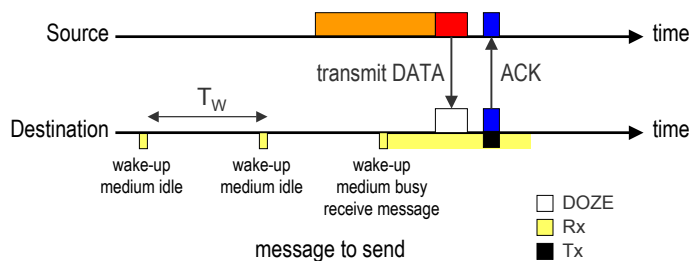 Source
time
transmit DATA
ACK
T_W
Destination
time
wake-up
medium idle
wake-up
medium idle
wake-up
medium busy
receive message
DOZE
Rx
Tx
message to send